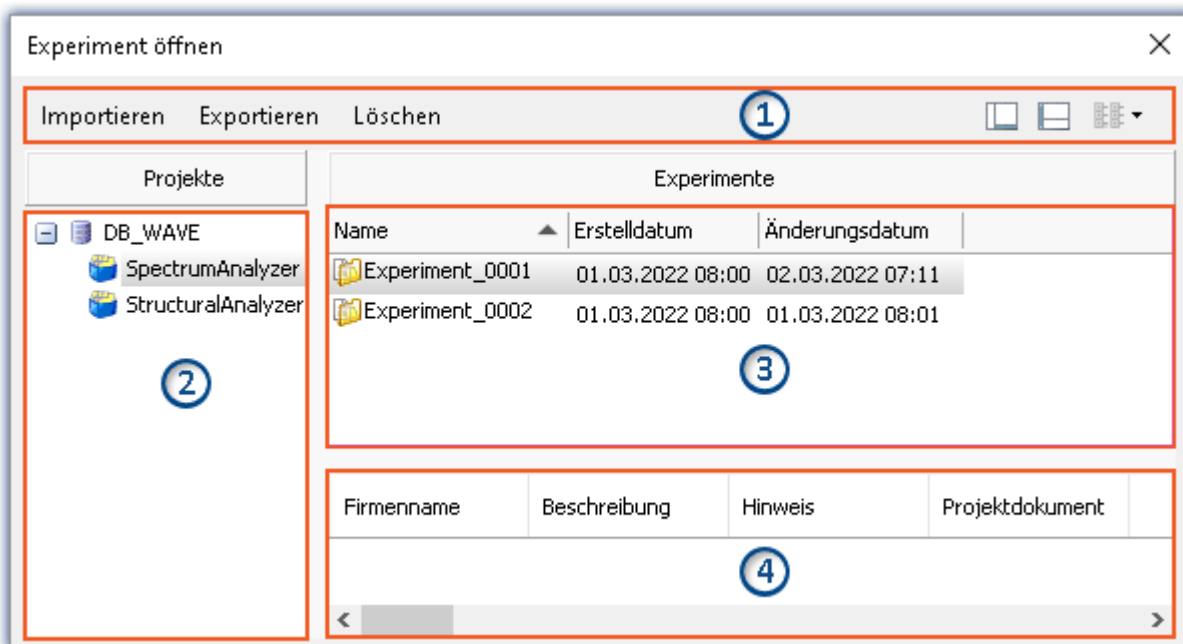 Experiment öffnen
Importieren Exportieren Löschen 1
Projekte
Experimente
DB_WAVE
SpectrumAnalyzer
StructuralAnalyzer
2
Name Erstelldatum Änderungsdatum
Experiment_0001 01.03.2022 08:00 02.03.2022 07:11
Experiment_0002 01.03.2022 08:00 01.03.2022 08:01
3
Firmenname Beschreibung Hinweis Projektdokument
4